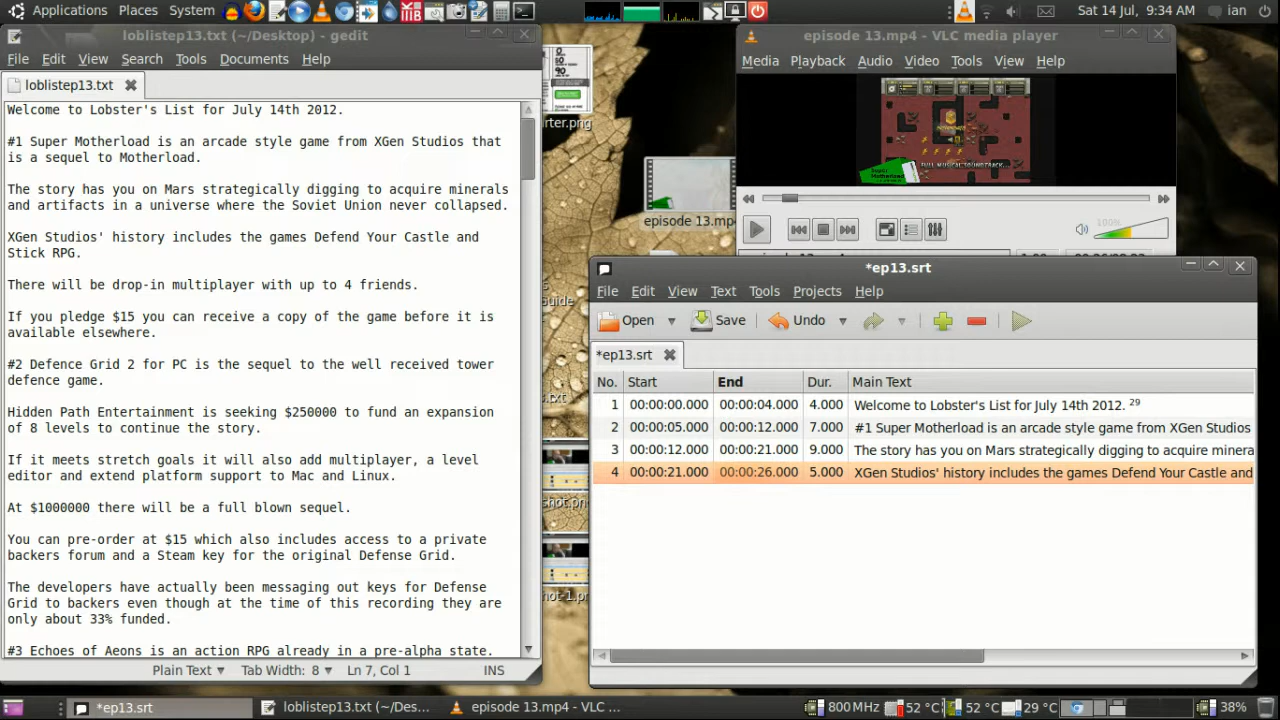 Applications Places System
Sat 14 Jul, 9:34 AM ian
loblistep13.txt (~/Desktop) - gedit
File Edit View Search Tools Documents Help
loblistep13.txt
Welcome to Lobster's List for July 14th 2012.
#1 Super Motherload is an arcade style game from XGen Studios that
is a sequel to Motherload.
The story has you on Mars strategically digging to acquire minerals
and artifacts in a universe where the Soviet Union never collapsed.
XGen Studios' history includes the games Defend Your Castle and
Stick RPG.
There will be drop-in multiplayer with up to 4 friends.
If you pledge $15 you can receive a copy of the game before it is
available elsewhere.
#2 Defence Grid 2 for PC is the sequel to the well received tower
defence game.
Hidden Path Entertainment is seeking $250000 to fund an expansion
of 8 levels to continue the story.
If it meets stretch goals it will also add multiplayer, a level
editor and extend platform support to Mac and Linux.
At $1000000 there will be a full blown sequel.
You can pre-order at $15 which also includes access to a private
backers forum and a Steam key for the original Defense Grid.
The developers have actually been messaging out keys for Defense
Grid to backers even though at the time of this recording they are
only about 33% funded.
#3 Echoes of Aeons is an action RPG already in a pre-alpha state.
Plain Text Tab Width: 8 Ln 7, Col 1 INS
rter.png
episode 13.mp4
Guide
.txt
shot.pn
shot-1.p
episode 13.mp4 - VLC media player
Media Playback Audio Video Tools View Help
FULL MUSICAL SOUNDTRACK...
100%
*ep13.srt
File Edit View Text Tools Projects Help
Open Save Undo
*ep13.srt
No. Start End Dur. Main Text
1 00:00:00.000 00:00:04.000 4.000 Welcome to Lobster's List for July 14th 2012. 29
2 00:00:05.000 00:00:12.000 7.000 #1 Super Motherload is an arcade style game from XGen Studios
3 00:00:12.000 00:00:21.000 9.000 The story has you on Mars strategically digging to acquire minera
4 00:00:21.000 00:00:26.000 5.000 XGen Studios' history includes the games Defend Your Castle and
*ep13.srt loblistep13.txt (~/Des... episode 13.mp4 - VLC ... 800 MHz 52 °C 52 °C 29 °C 38%